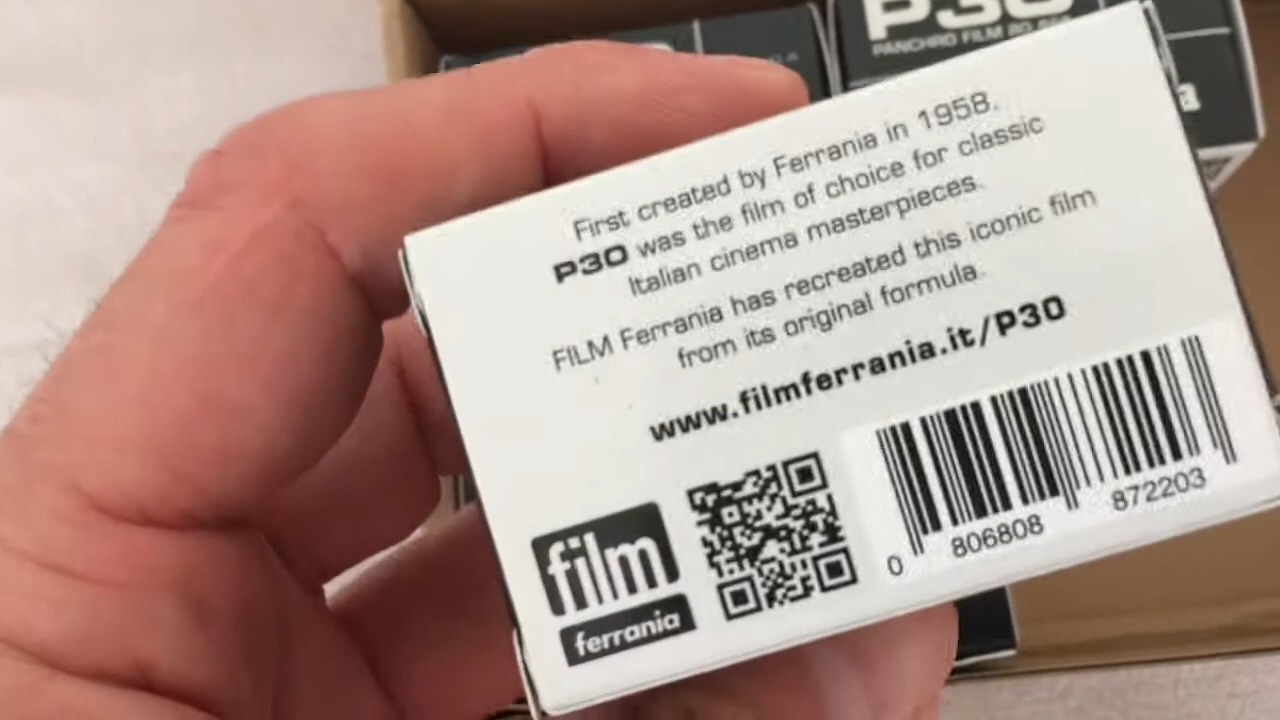 P30
PANCHRO FILM 80
First created by Ferrania in 1958.
P30 was the film of choice for classic
Italian cinema masterpieces.
FILM Ferrania has recreated this iconic film
from its original formula.
www.filmferrania.it/P30
film
ferrania
0 806808 872203